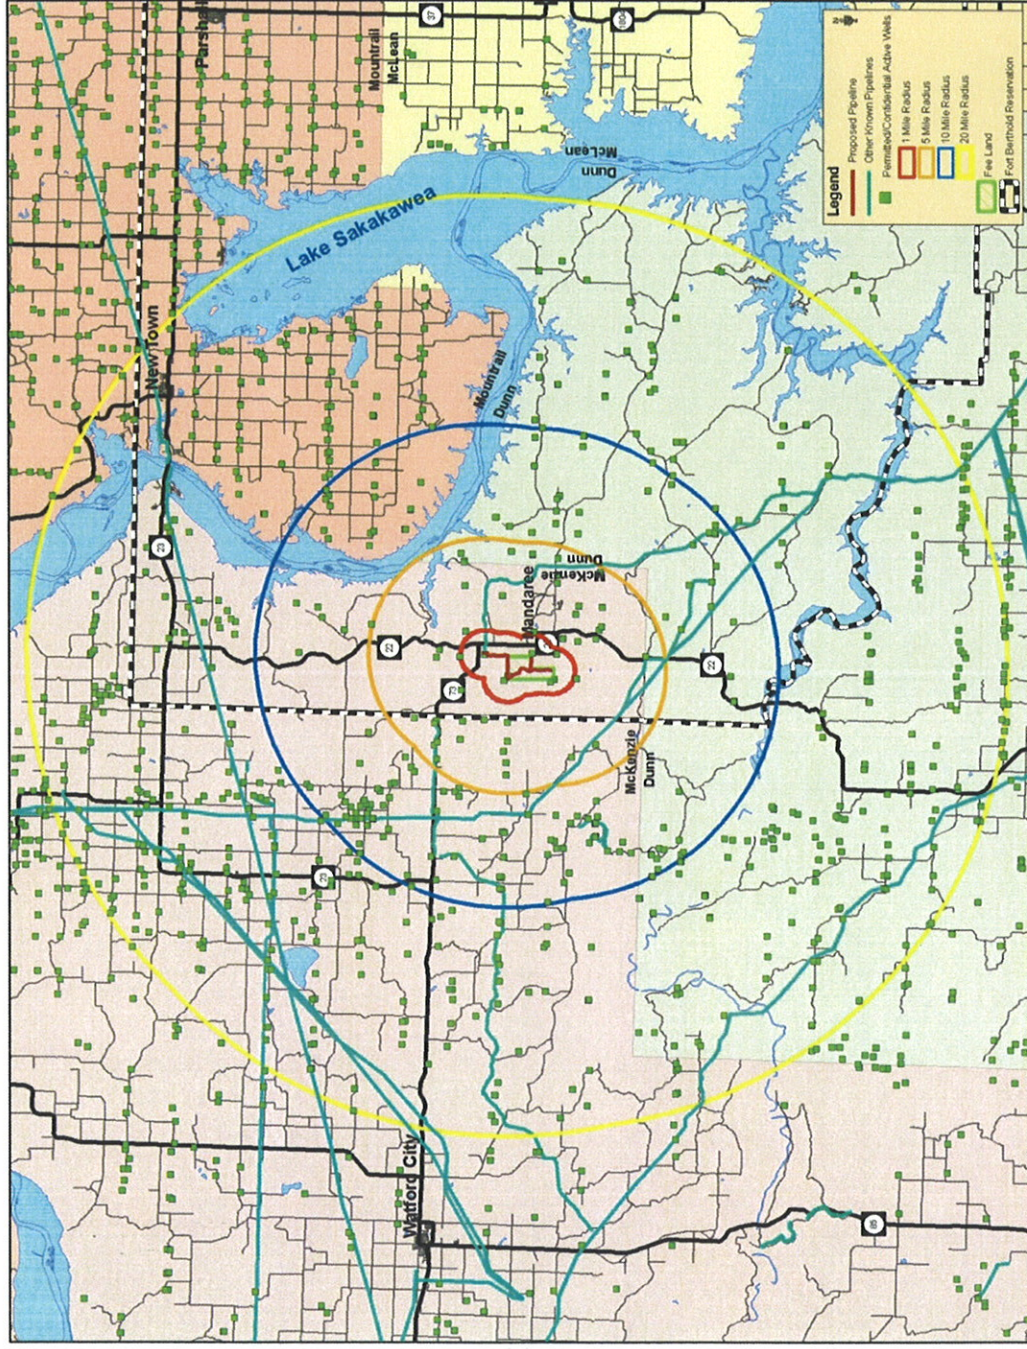 Parshall
37
1804
Mountrail
McLean
McLean
Dunn
Lake Sakakawea
New Town
23
Mountrail
Dunn
McKenzie
Dunn
Mandaree
22
73
22
McKenzie
Dunn
23
Watford City
85
Legend
Proposed Pipeline
Other Known Pipelines
Permitted/Confidential Active Wells
1 Mile Radius
5 Mile Radius
10 Mile Radius
20 Mile Radius
Fee Land
Fort Berthold Reservation